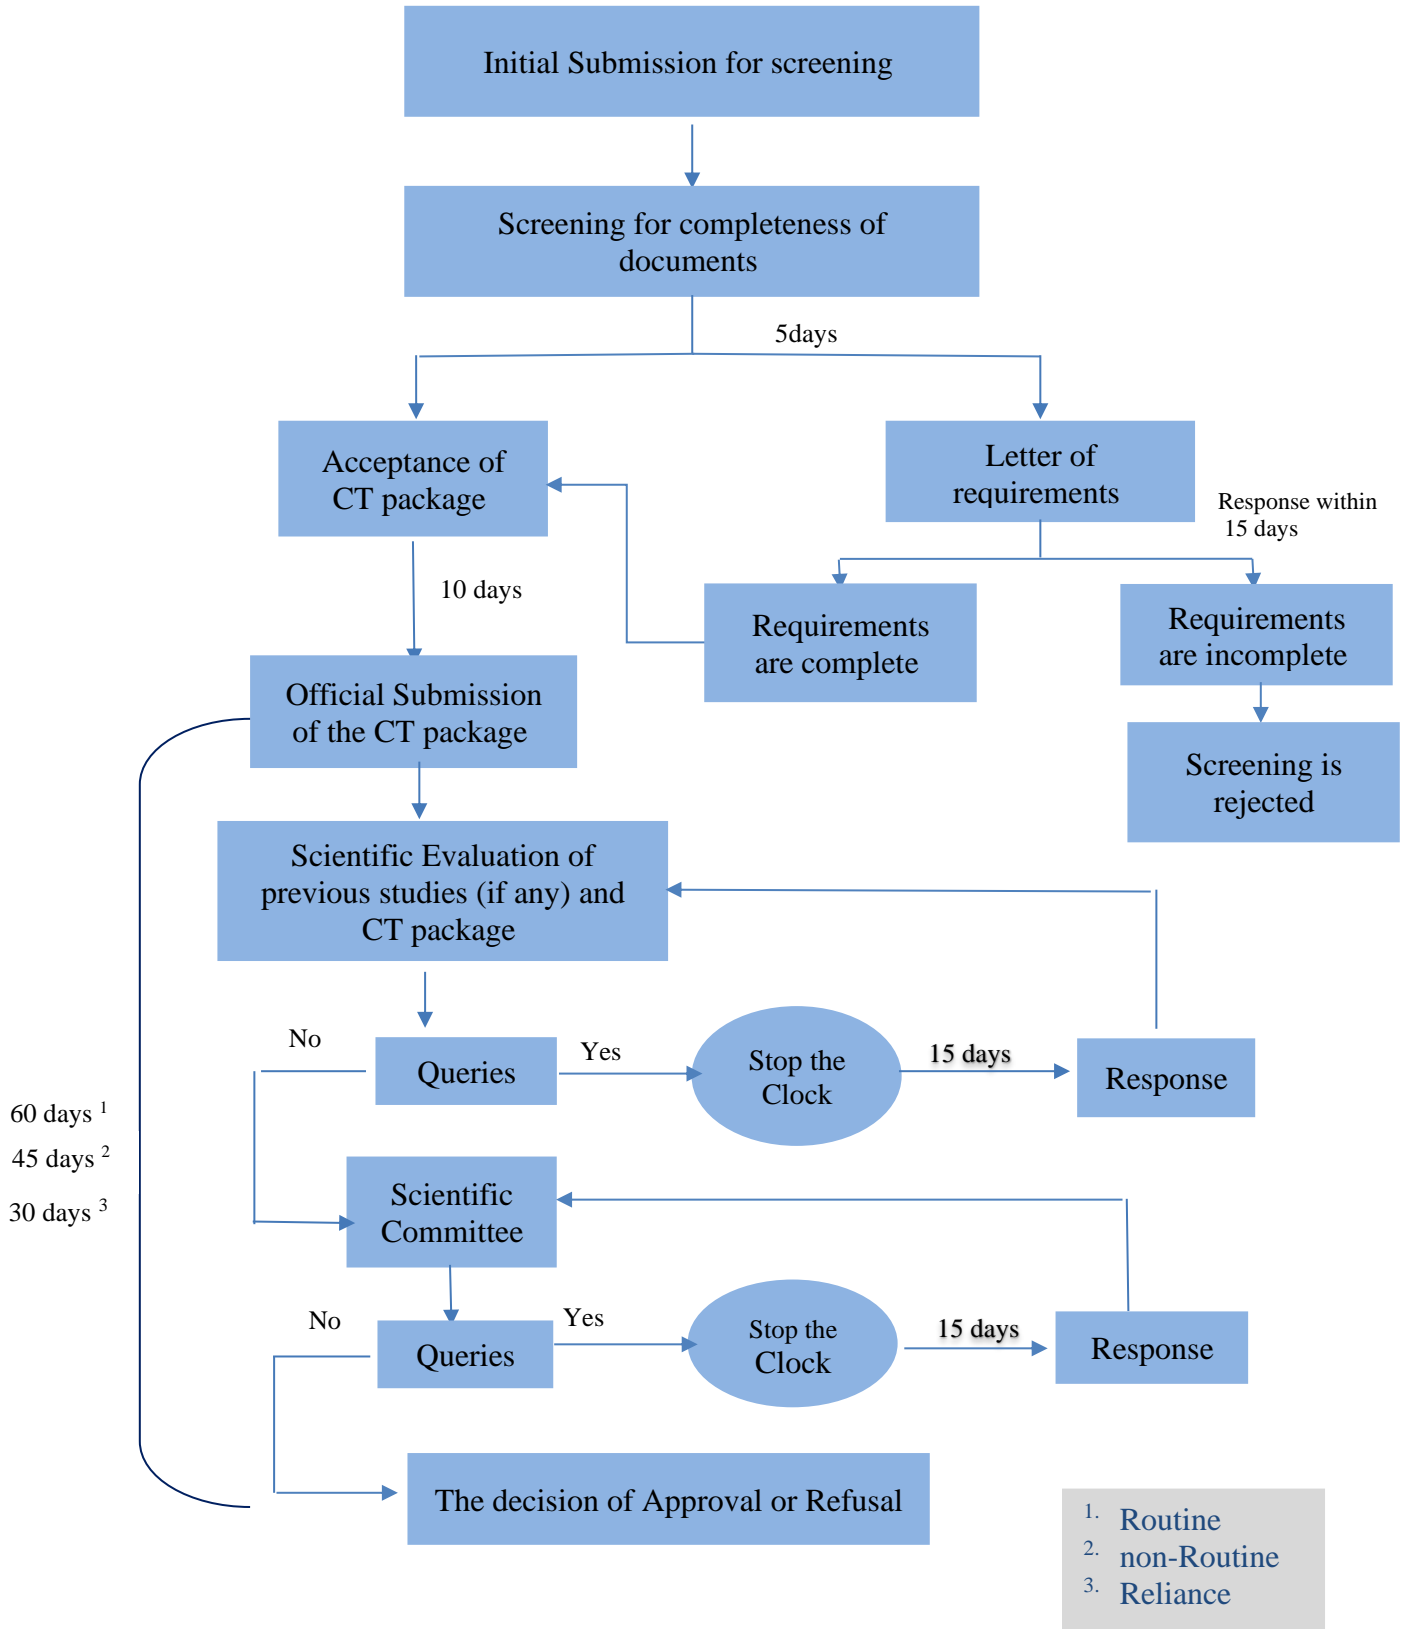 Initial Submission for screening
Screening for completeness of
documents
5days
Acceptance of
CT package
Letter of
requirements
Response within
15 days
10 days
Requirements
are complete
Requirements
are incomplete
Official Submission
of the CT package
Screening is
rejected
Scientific Evaluation of
previous studies (if any) and
CT package
No
Queries
Yes
Stop the
Clock
15 days
Response
60 days ¹
45 days ²
30 days ³
Scientific
Committee
No
Queries
Yes
Stop the
Clock
15 days
Response
The decision of Approval or Refusal
1. Routine
2. non-Routine
3. Reliance